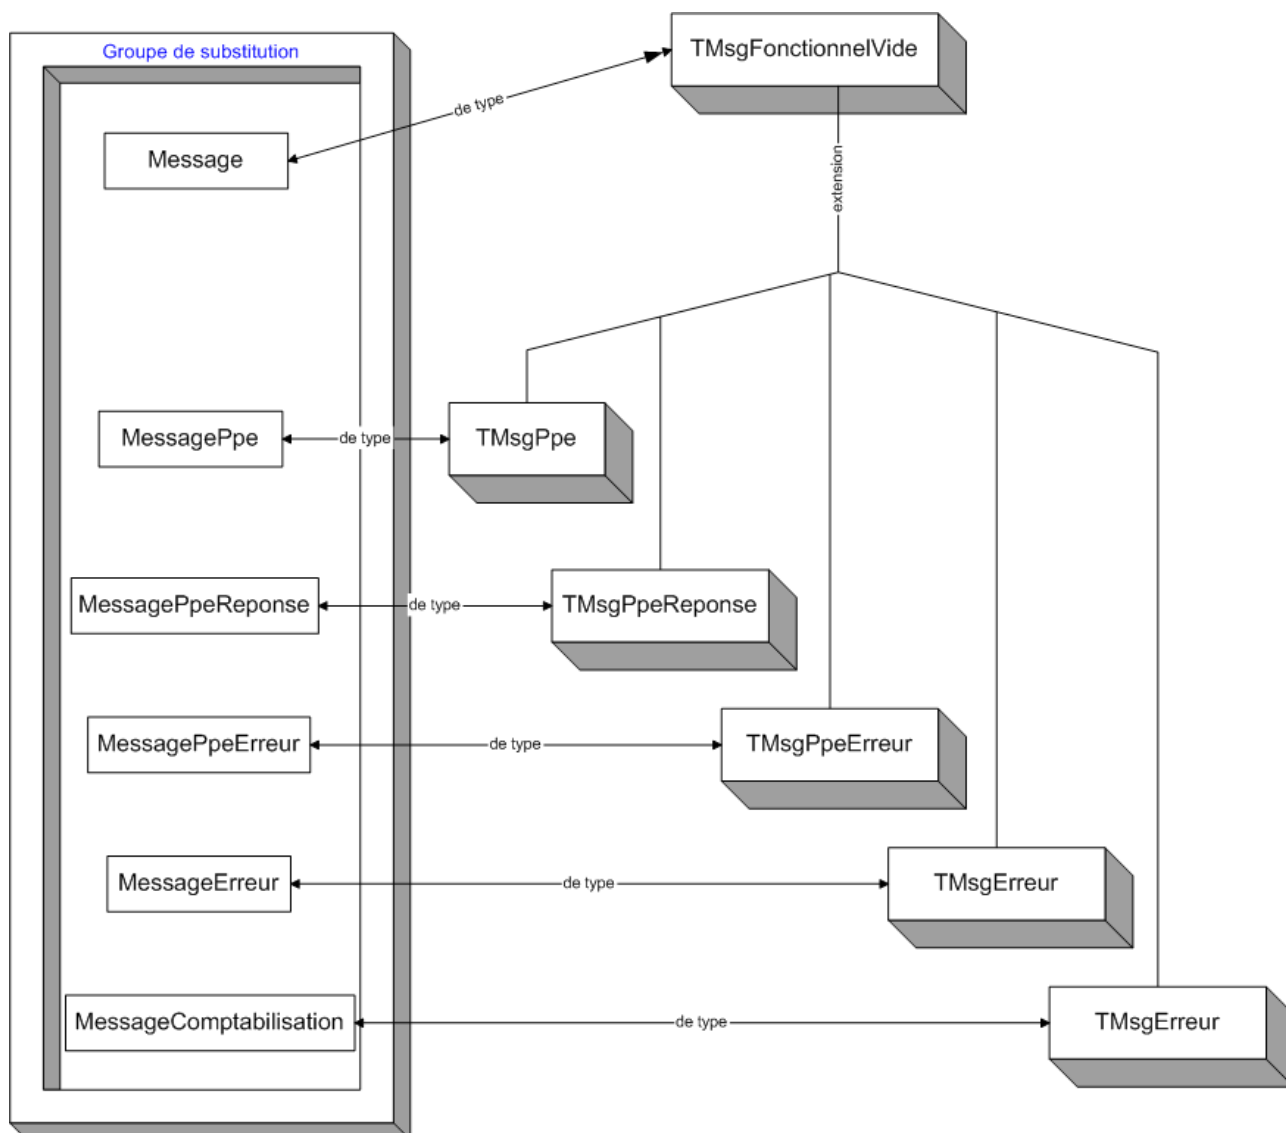 Groupe de substitution
TMsgFonctionnelVide
de type
Message
extension
MessagePpe
de type
TMsgPpe
MessagePpeReponse
de type
TMsgPpeReponse
MessagePpeErreur
de type
TMsgPpeErreur
MessageErreur
de type
TMsgErreur
MessageComptabilisation
de type
TMsgErreur